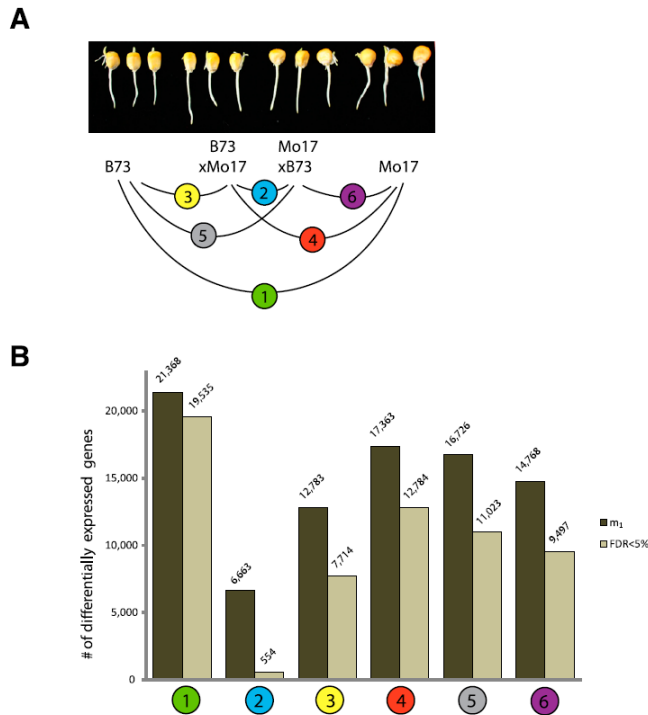 A
B73
B73
xMo17
Mo17
xB73
Mo17
3
2
6
5
4
1
B
# of differentially expressed genes
20,000
15,000
10,000
5,000
0
21,368
19,535
6,663
554
12,783
7,714
17,363
12,784
16,726
11,023
14,768
9,497
m₁
FDR<5%
1
2
3
4
5
6